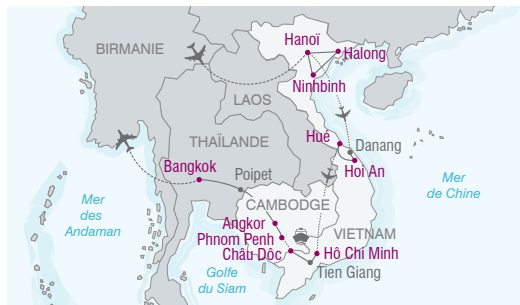 BIRMANIE
Hanoï
Halong
Ninhbinh
LAOS
THAÏLANDE
Hué
Danang
Hoi An
Bangkok
Poipet
Mer
des
Andaman
Mer
de Chine
CAMBODGE
Angkor
Phnom Penh
Châu Dôc
VIETNAM
Hô Chi Minh
Tien Giang
Golfe
du Siam